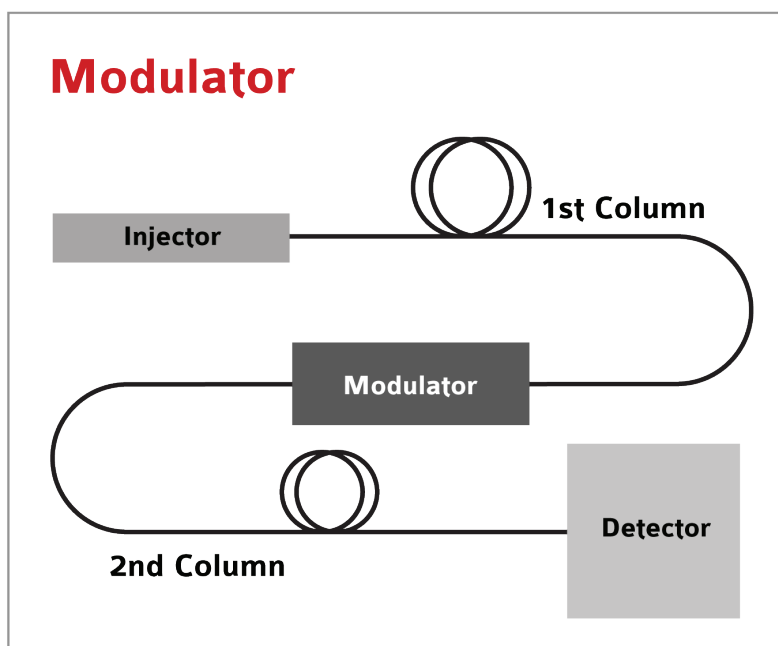 Modulator
1st Column
Injector
Modulator
Detector
2nd Column